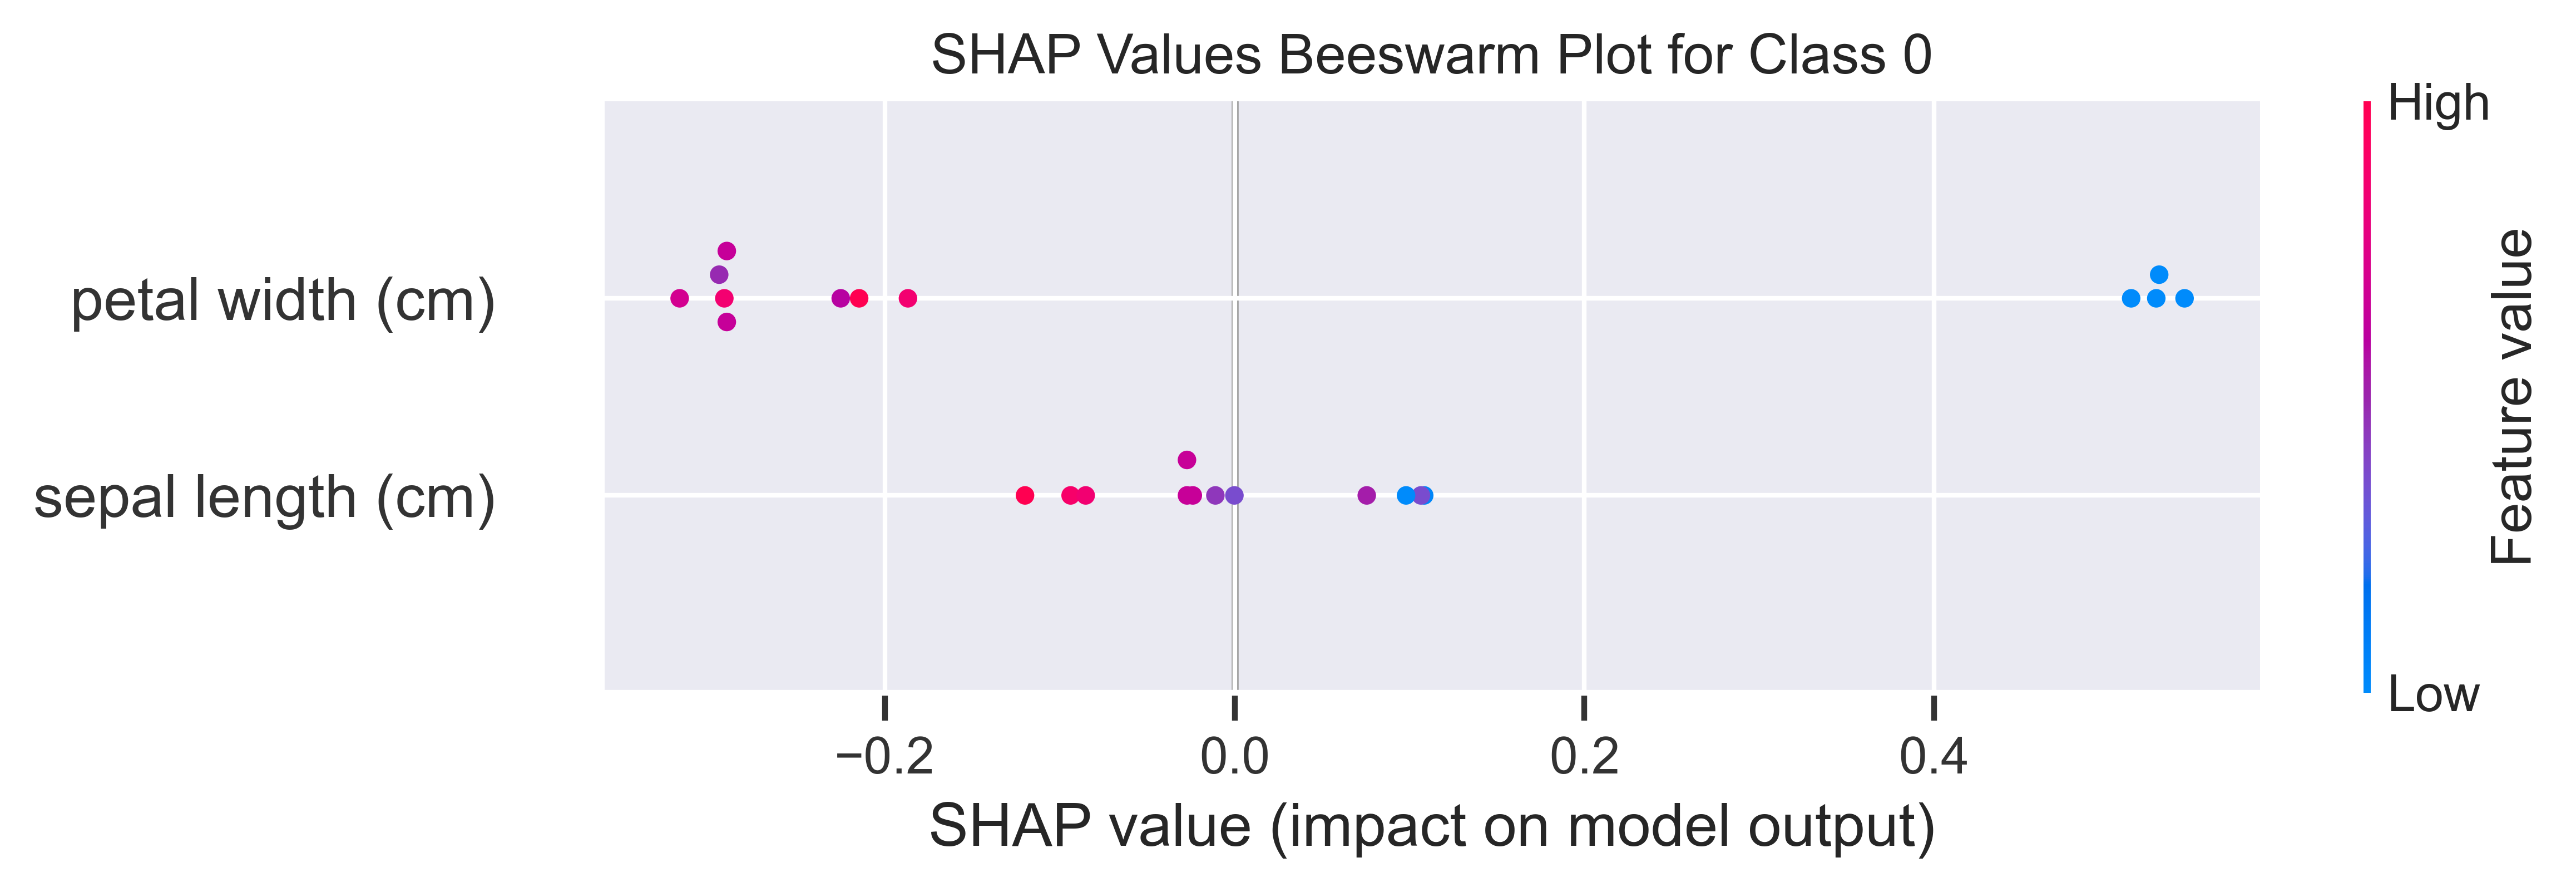 SHAP Values Beeswarm Plot for Class 0
High
petal width (cm)
sepal length (cm)
Feature value
Low
−0.2 0.0 0.2 0.4
SHAP value (impact on model output)